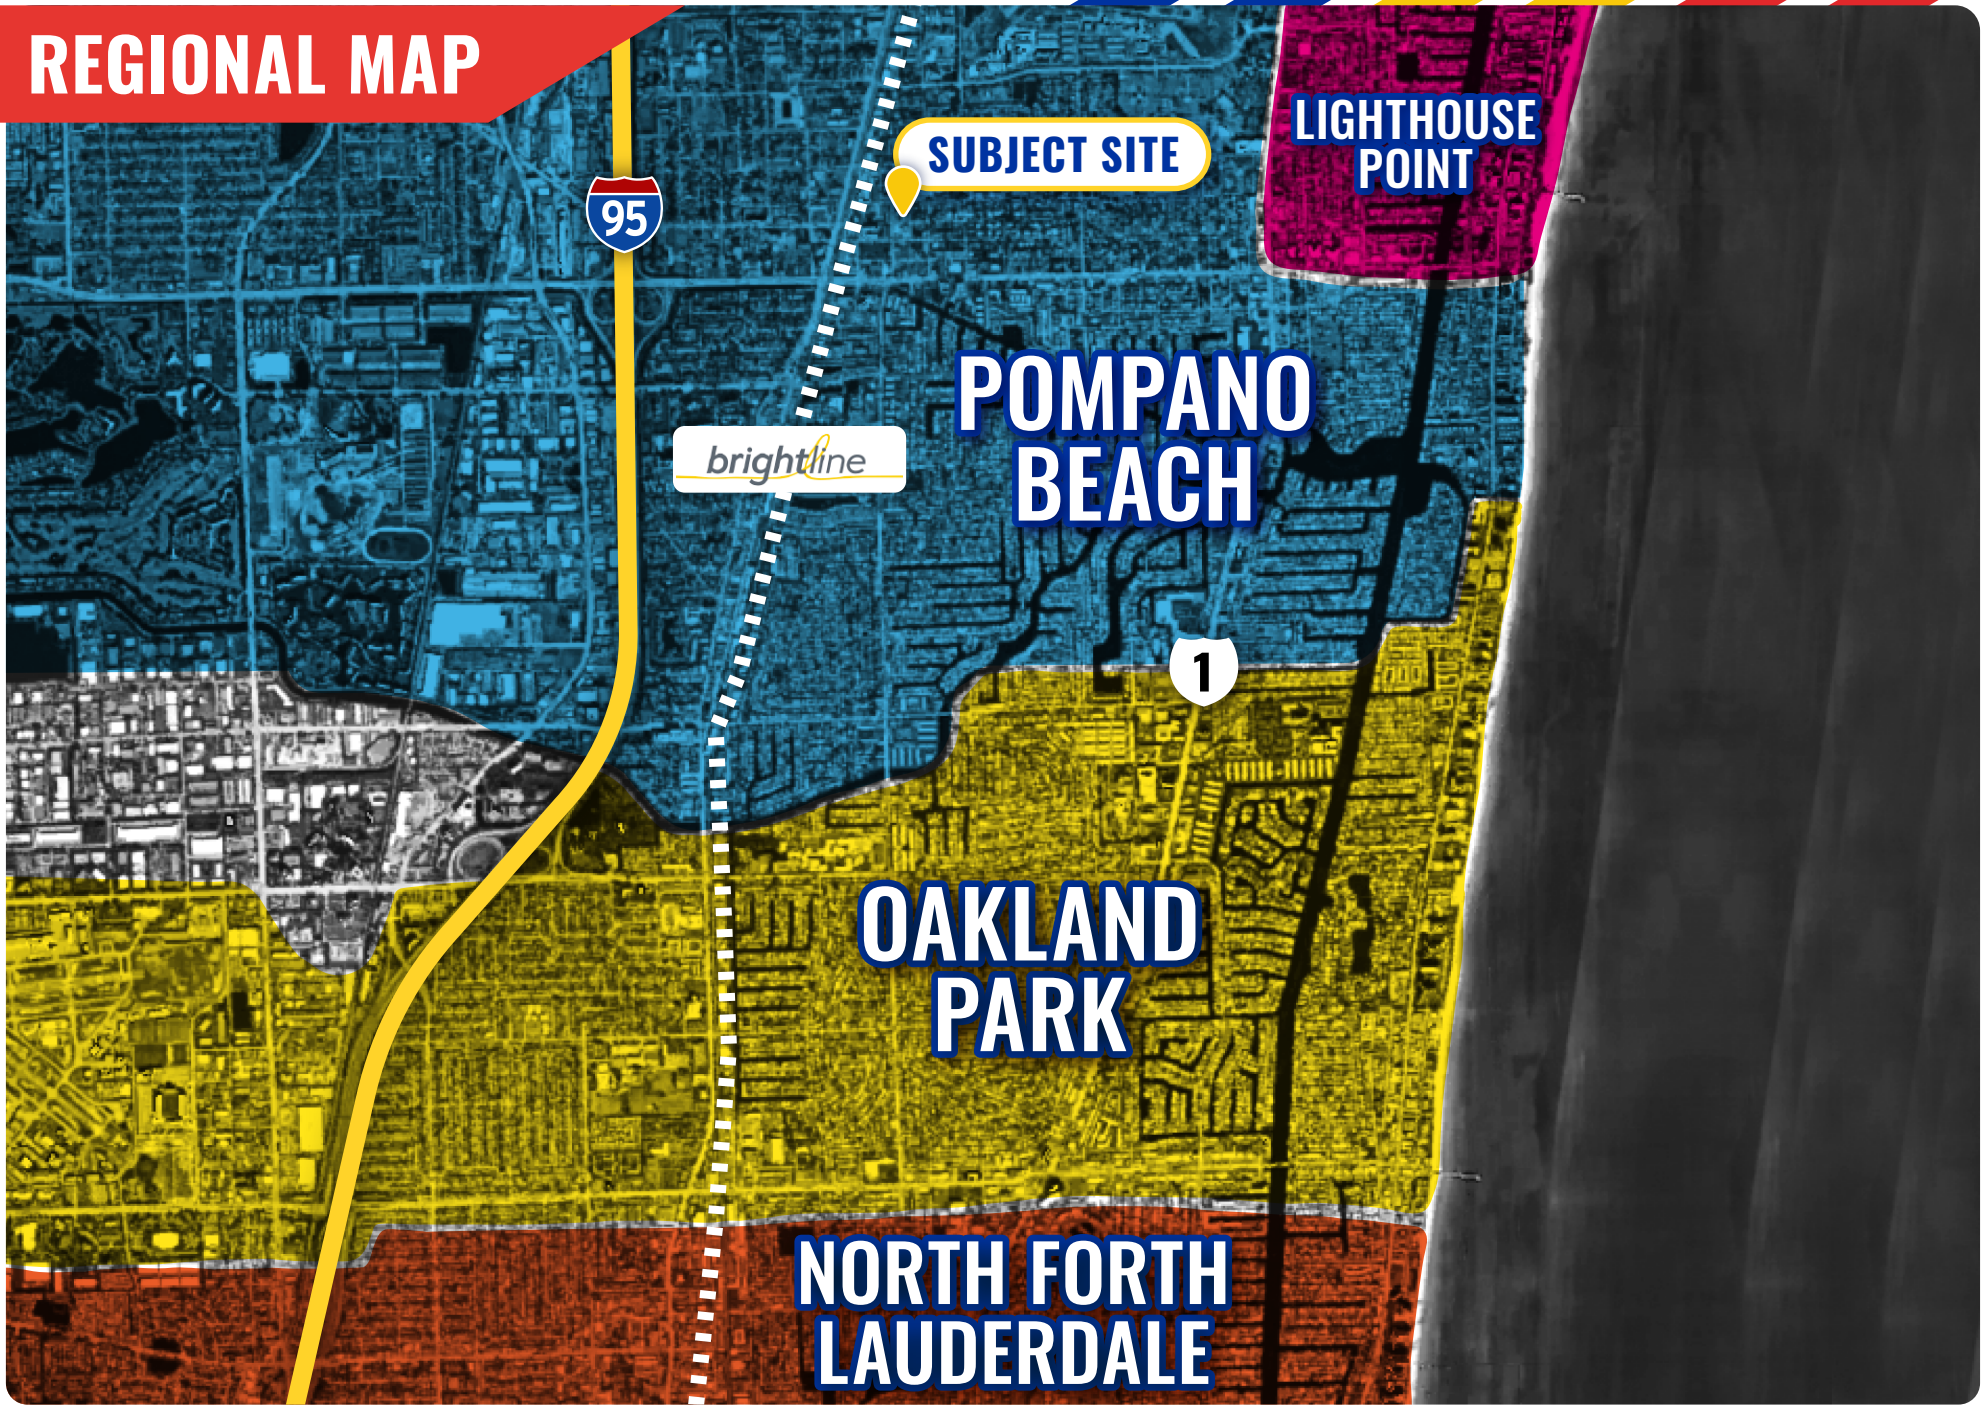 REGIONAL MAP
LIGHTHOUSE
POINT
SUBJECT SITE
95
POMPANO
BEACH
brightline
1
OAKLAND
PARK
NORTH FORTH
LAUDERDALE